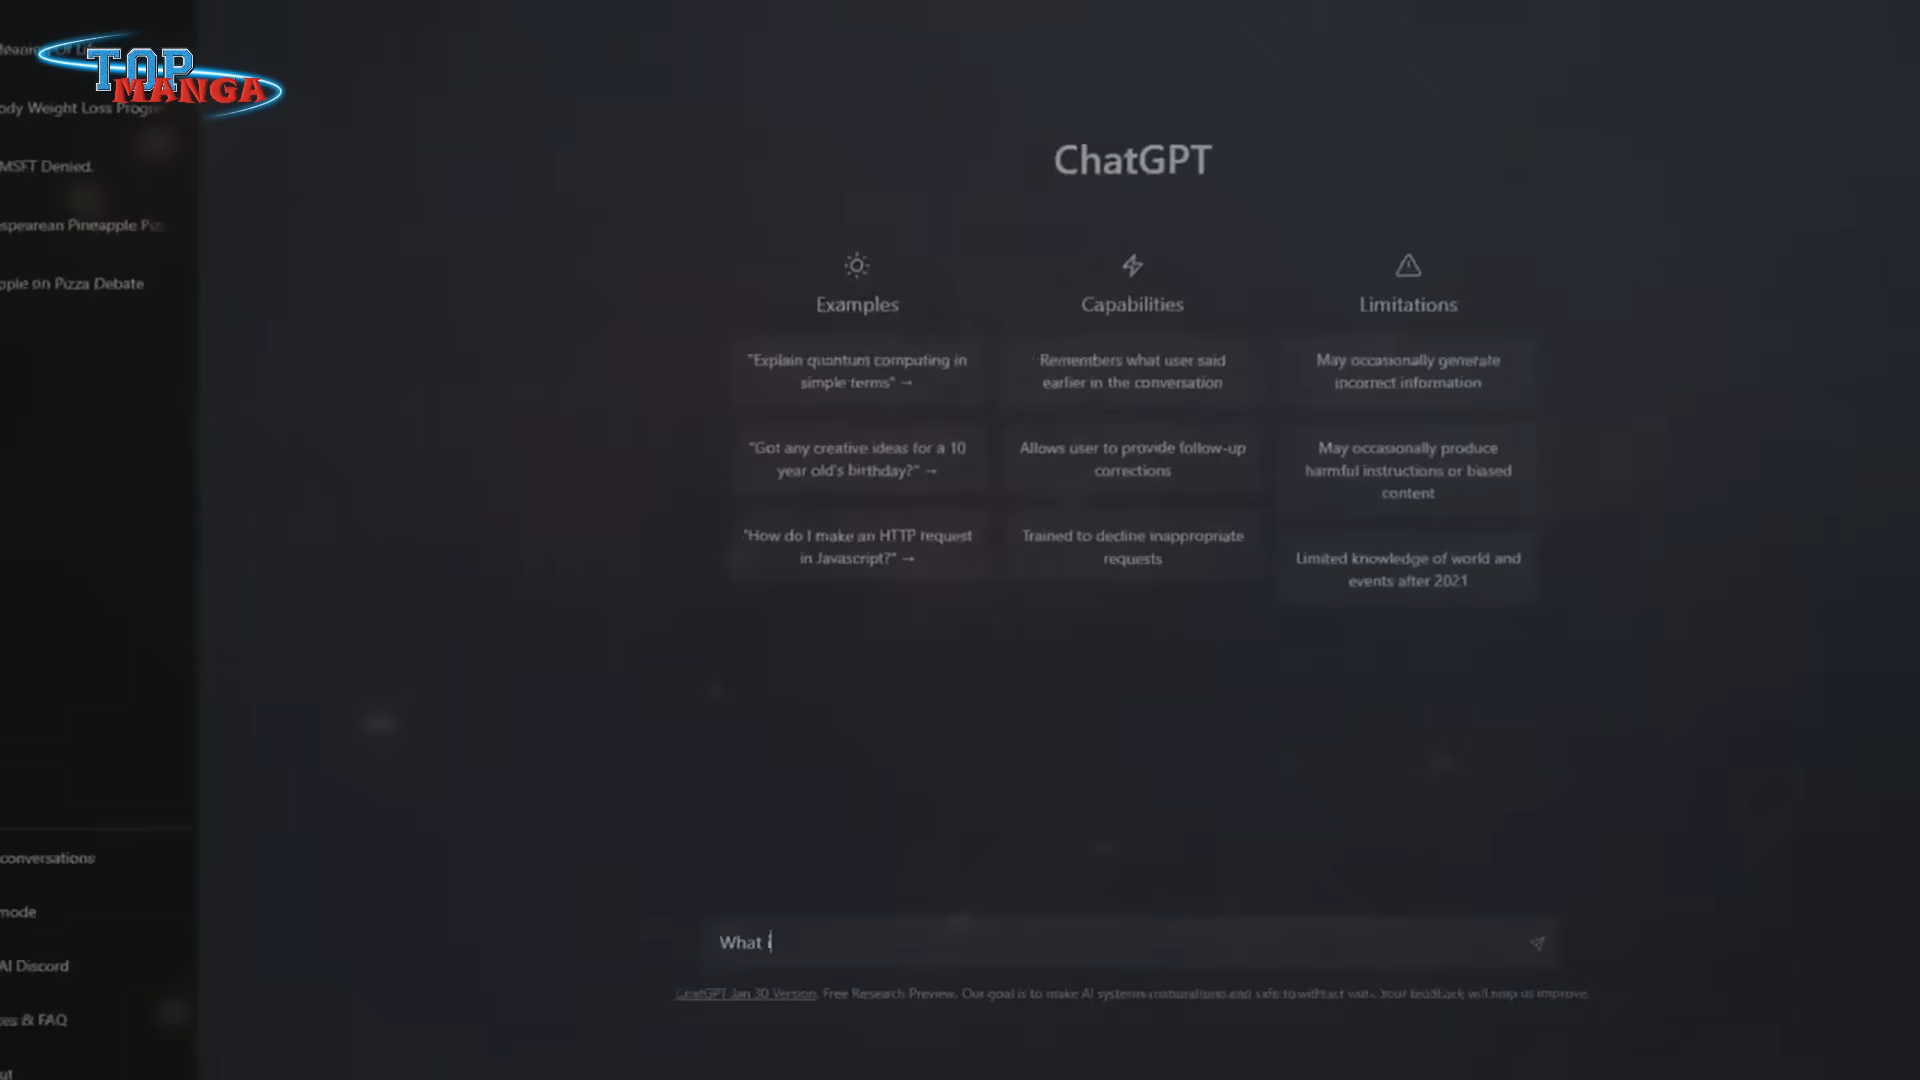 TOP
MANGA
ody Weight Loss Progre
MSFT Denied.
spearean Pineapple Piz
pple on Pizza Debate
conversations
mode
AI Discord
ces & FAQ
ut
ChatGPT
Examples
"Explain quantum computing in
simple terms" →
"Got any creative ideas for a 10
year old's birthday?" →
"How do I make an HTTP request
in Javascript?" →
Capabilities
Remembers what user said
earlier in the conversation
Allows user to provide follow-up
corrections
Trained to decline inappropriate
requests
Limitations
May occasionally generate
incorrect information
May occasionally produce
harmful instructions or biased
content
Limited knowledge of world and
events after 2021
What i
ChatGPT Jan 30 Version. Free Research Preview. Our goal is to make AI systems